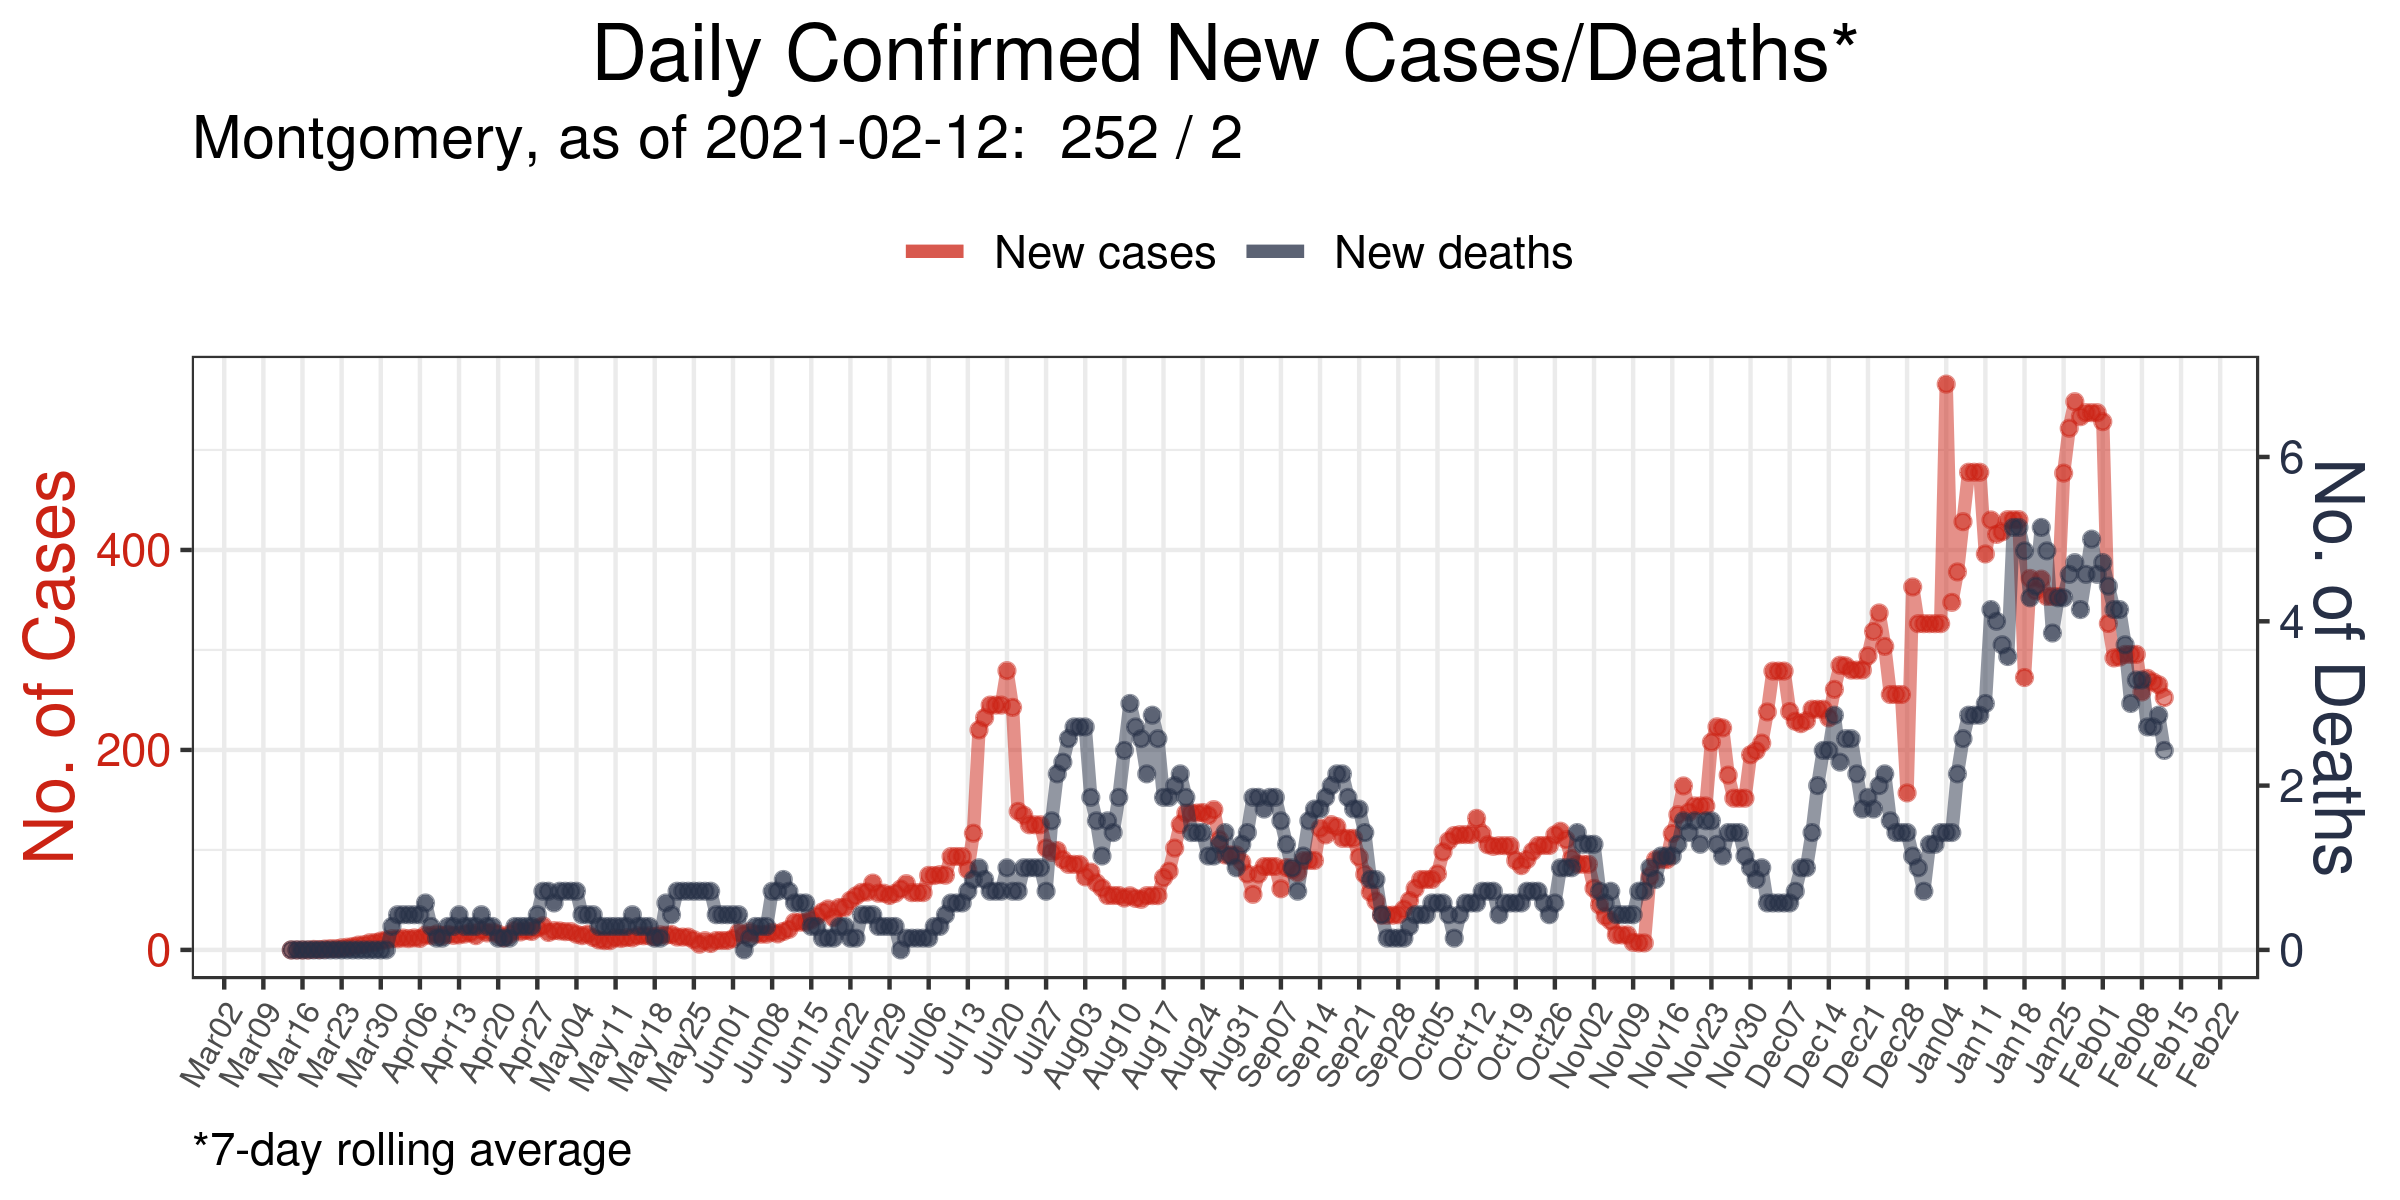 Daily Confirmed New Cases/Deaths*
Montgomery, as of 2021-02-12:  252 / 2
New cases
New deaths
No. of Cases
400
200
0
No. of Deaths
6
4
2
0
Mar02
Mar09
Mar16
Mar23
Mar30
Apr06
Apr13
Apr20
Apr27
May04
May11
May18
May25
Jun01
Jun08
Jun15
Jun22
Jun29
Jul06
Jul13
Jul20
Jul27
Aug03
Aug10
Aug17
Aug24
Aug31
Sep07
Sep14
Sep21
Sep28
Oct05
Oct12
Oct19
Oct26
Nov02
Nov09
Nov16
Nov23
Nov30
Dec07
Dec14
Dec21
Dec28
Jan04
Jan11
Jan18
Jan25
Feb01
Feb08
Feb15
Feb22
*7-day rolling average